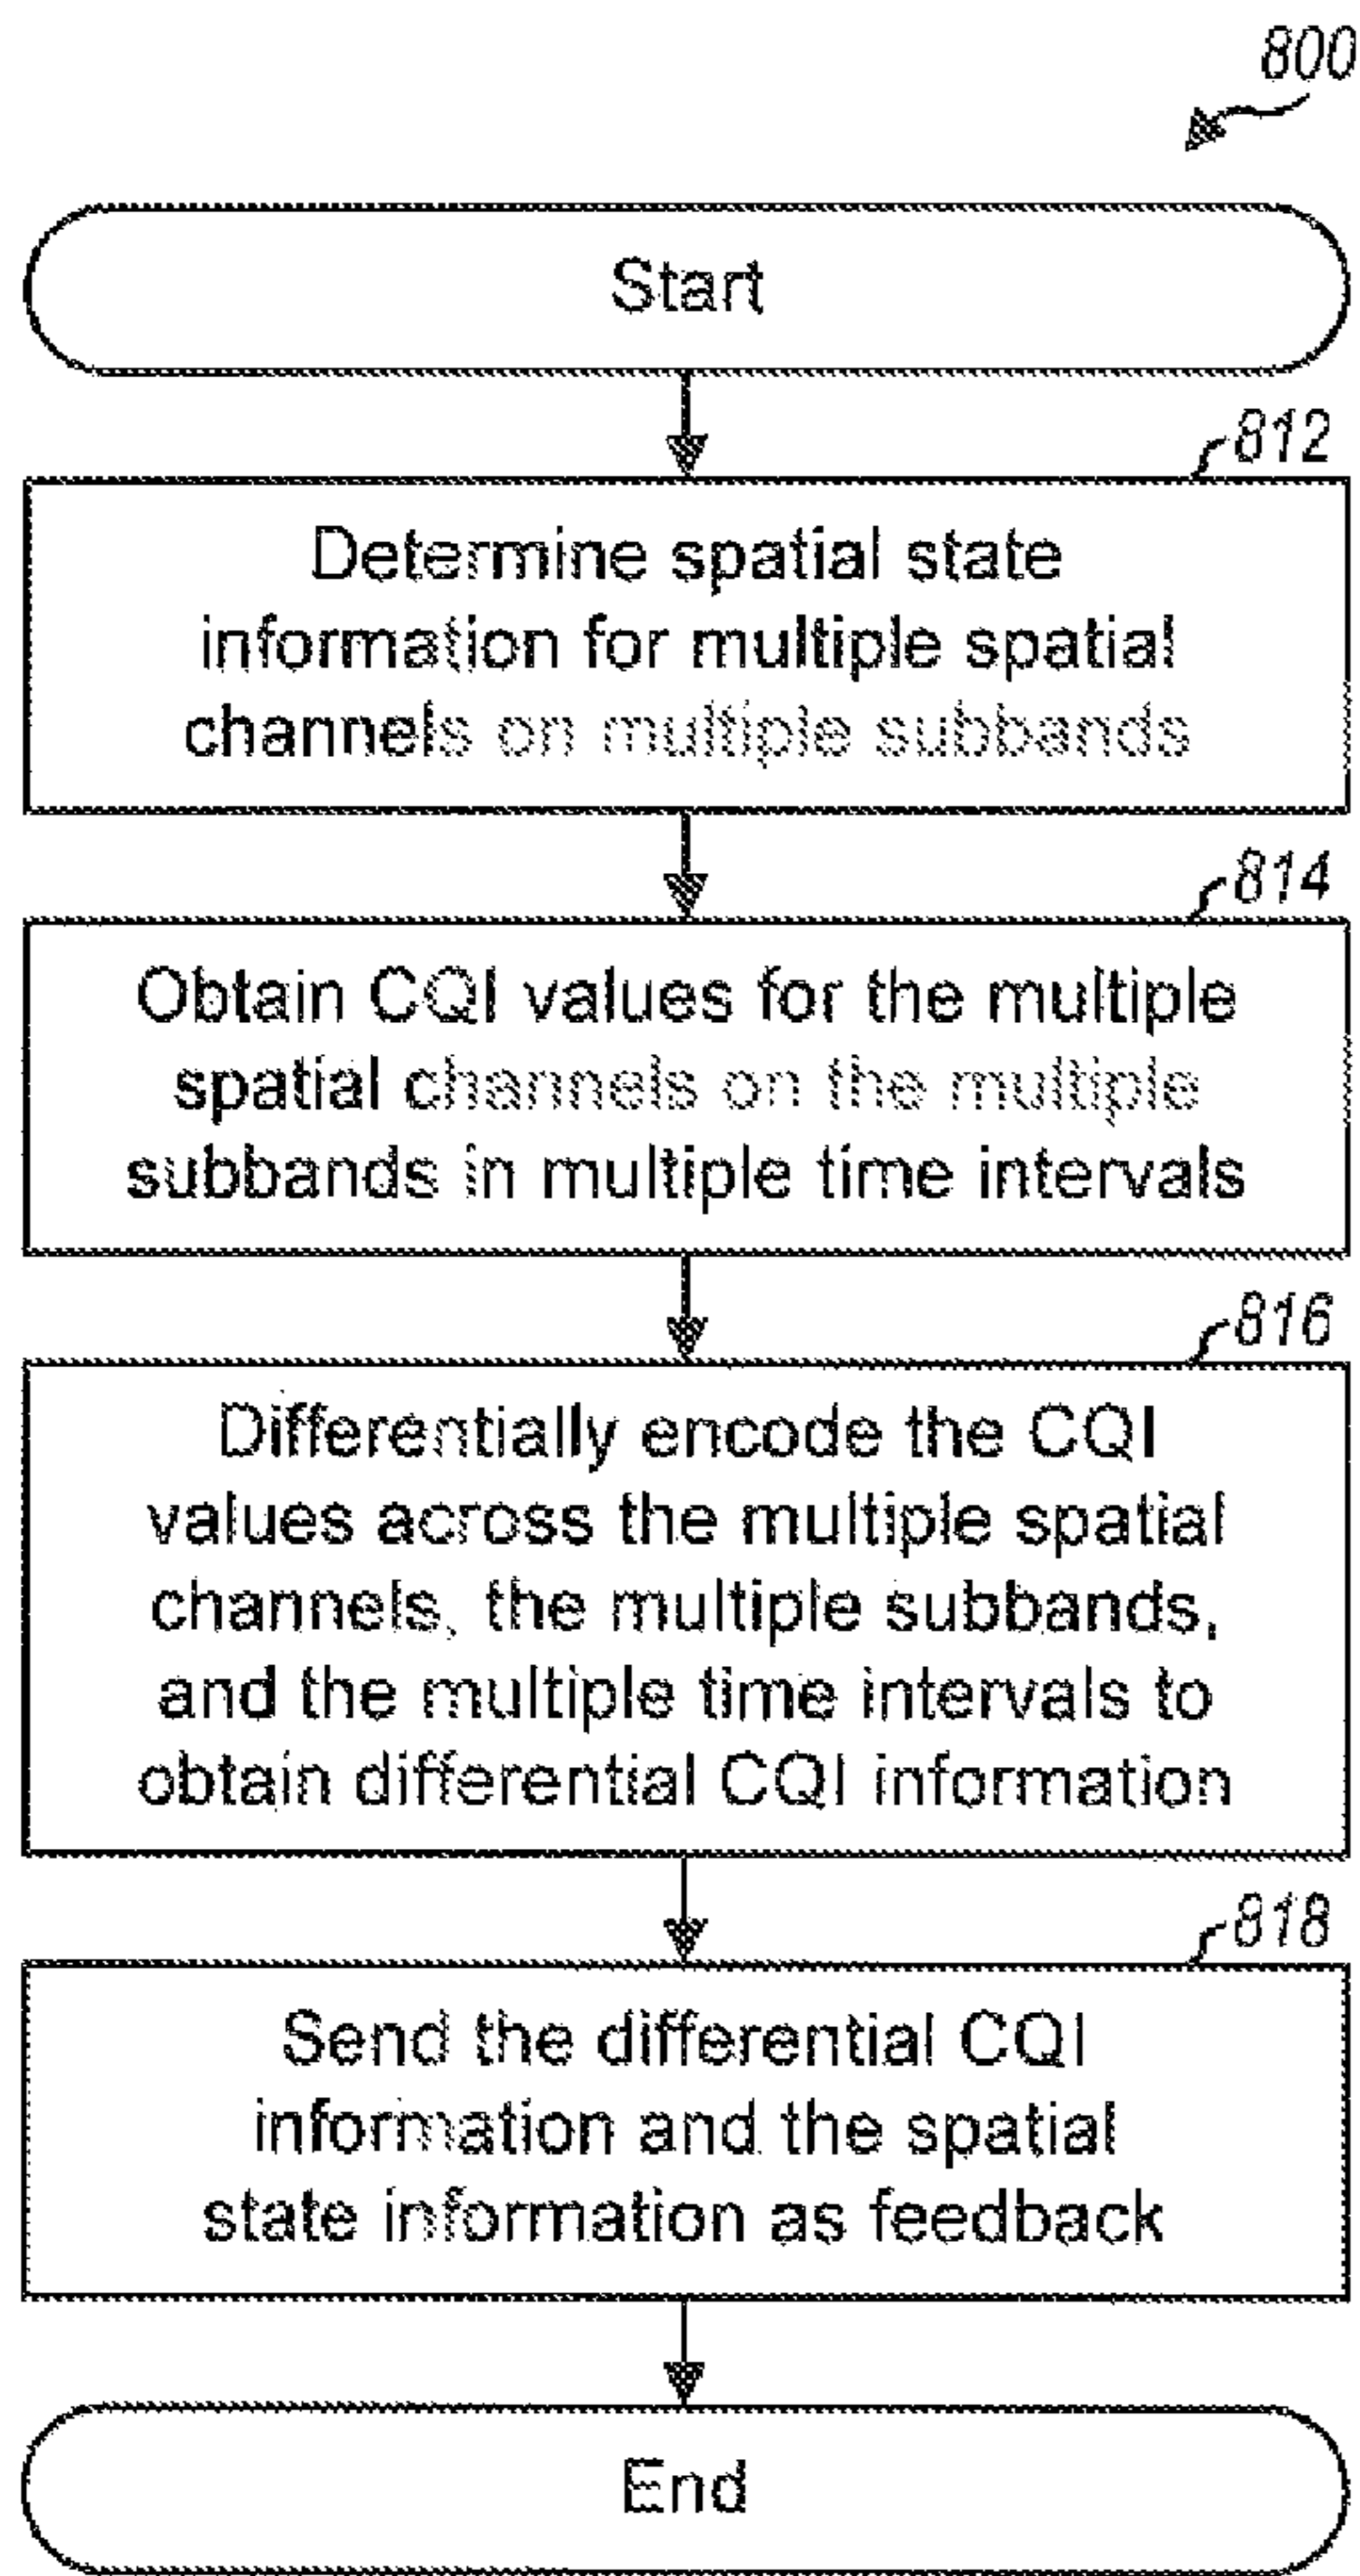 800
Start
812
Determine spatial state
information for multiple spatial
channels on multiple subbands
814
Obtain CQI values for the multiple
spatial channels on the multiple
subbands in multiple time intervals
816
Differentially encode the CQI
values across the multiple spatial
channels, the multiple subbands,
and the multiple time intervals to
obtain differential CQI information
818
Send the differential CQI
information and the spatial
state information as feedback
End